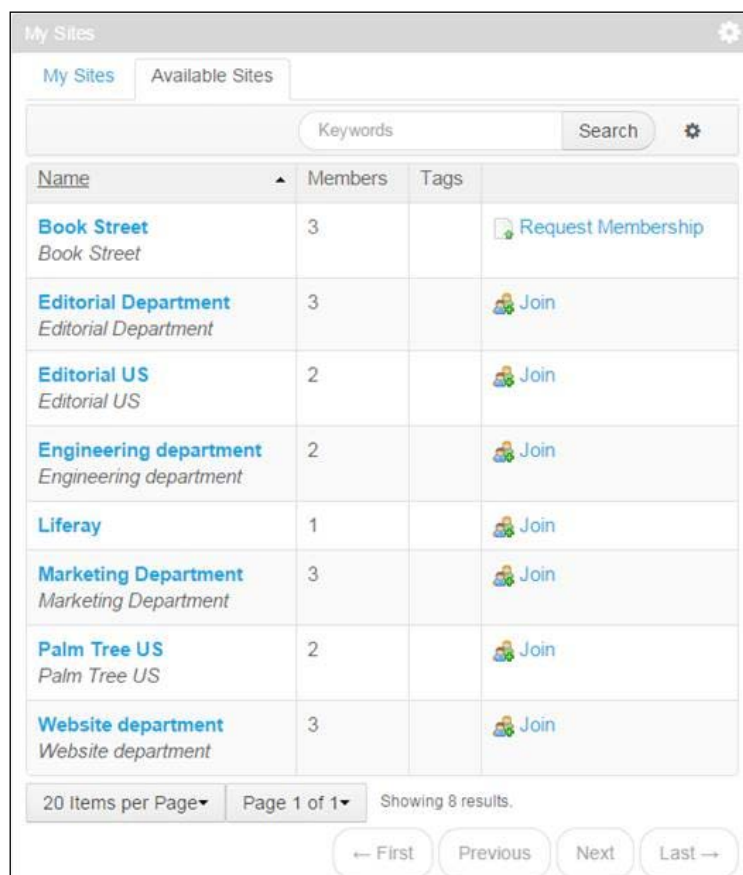 My Sites
My Sites Available Sites
Keywords Search
Name Members Tags
Book Street 3 Request Membership
Book Street
Editorial Department 3 Join
Editorial Department
Editorial US 2 Join
Editorial US
Engineering department 2 Join
Engineering department
Liferay 1 Join
Marketing Department 3 Join
Marketing Department
Palm Tree US 2 Join
Palm Tree US
Website department 3 Join
Website department
20 Items per Page Page 1 of 1 Showing 8 results.
← First Previous Next Last →